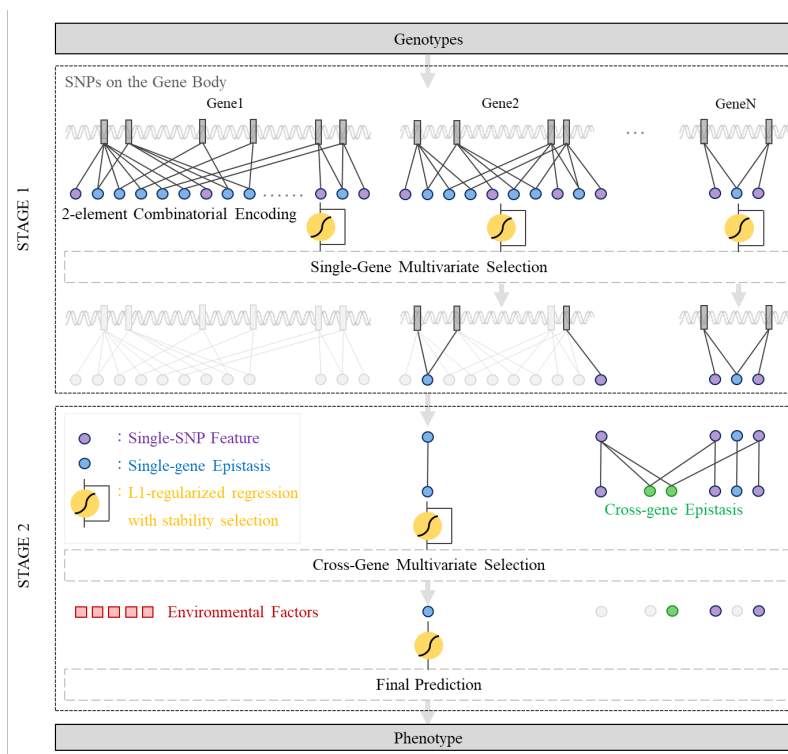 Genotypes
SNPs on the Gene Body
Gene1
Gene2
GeneN
...
2-element Combinatorial Encoding
......
STAGE 1
Single-Gene Multivariate Selection
: Single-SNP Feature
: Single-gene Epistasis
: L1-regularized regression
with stability selection
Cross-gene Epistasis
STAGE 2
Cross-Gene Multivariate Selection
Environmental Factors
Final Prediction
Phenotype